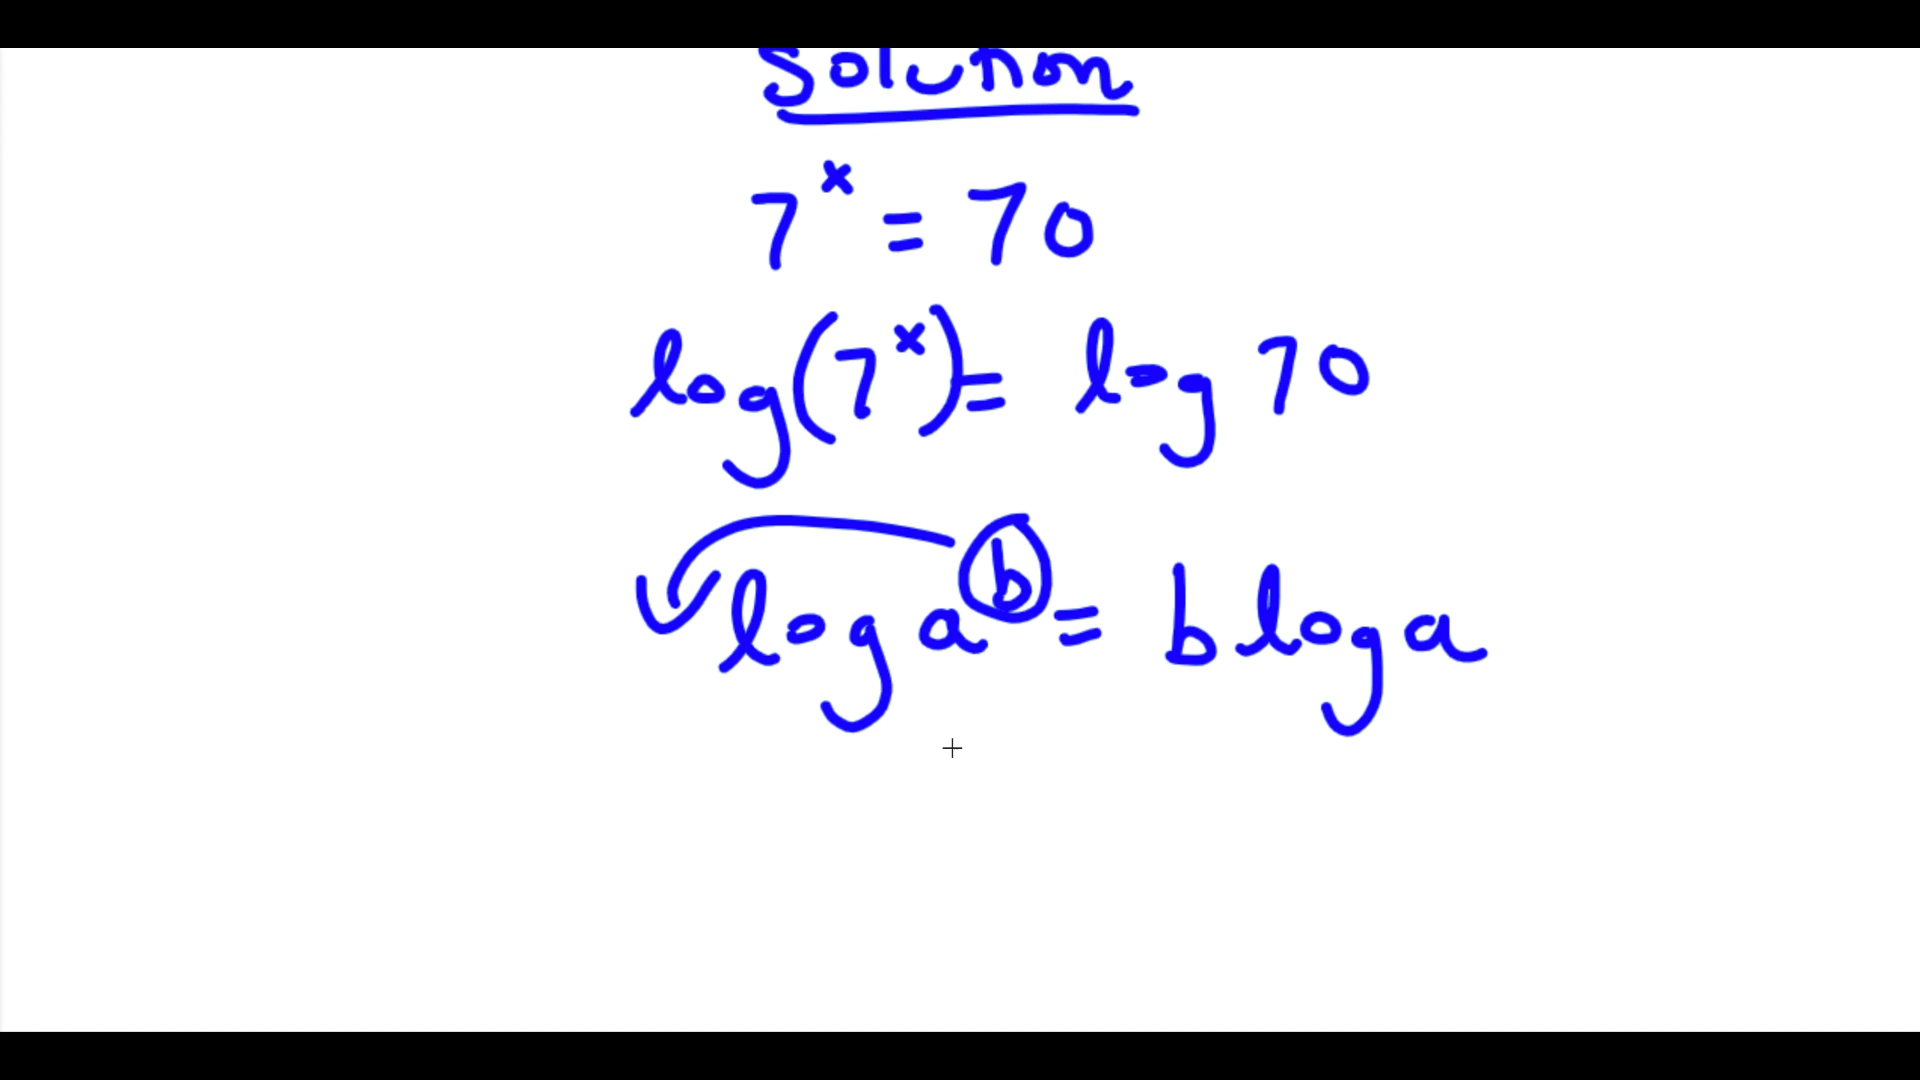 Solution
7^x = 70
log(7^x) = log 70
log a^b = b log a